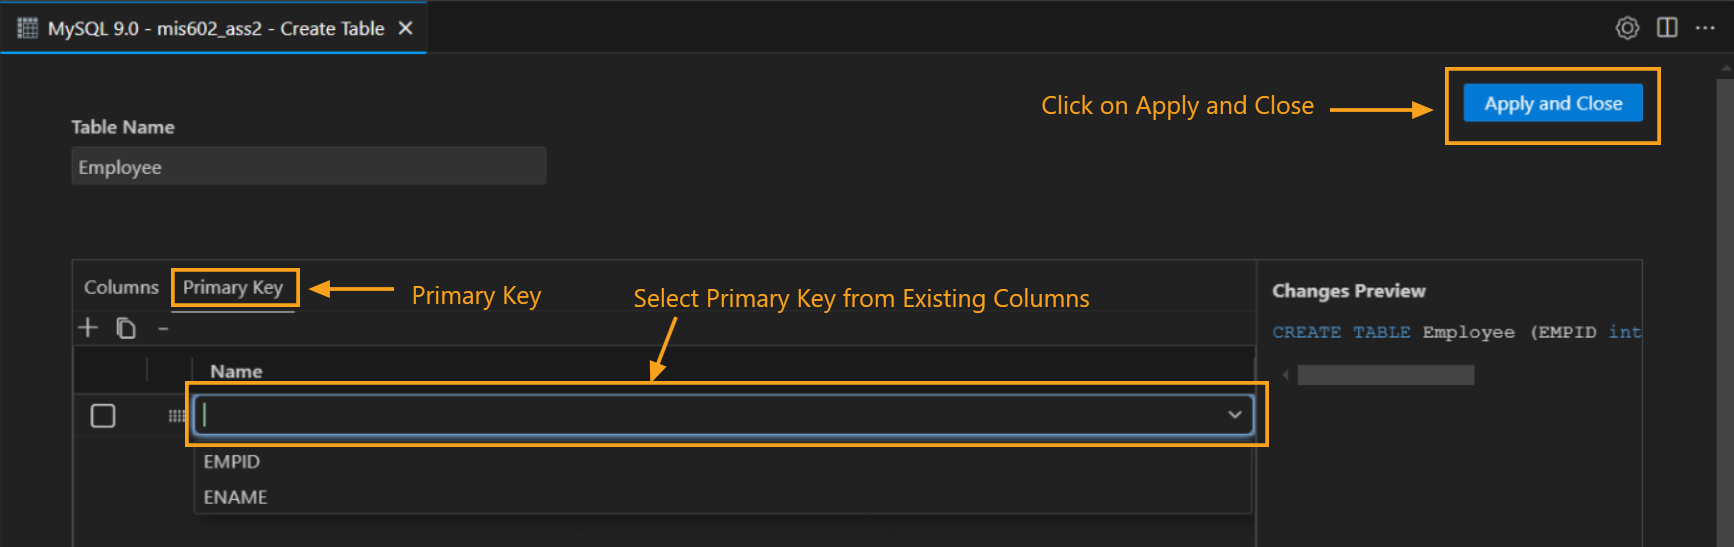 MySQL 9.0 - mis602_ass2 - Create Table
Click on Apply and Close
Apply and Close
Table Name
Employee
Columns
Primary Key
Primary Key
Select Primary Key from Existing Columns
Changes Preview
CREATE TABLE Employee (EMPID int
Name
EMPID
ENAME